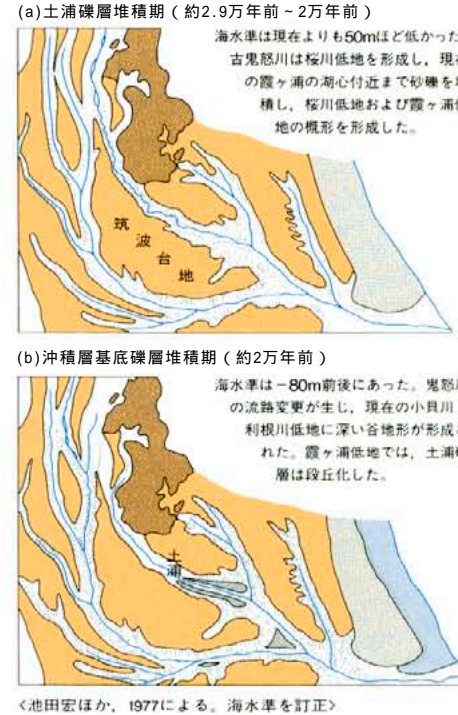 (a)土浦礫層堆積期（約2.9万年前～2万年前）
海水準は現在よりも50mほど低かった
古鬼怒川は桜川低地を形成し，現
の霞ヶ浦の湖心付近まで砂礫を
積し，桜川低地および霞ヶ浦
地の概形を形成した。
筑波台地
(b)沖積層基底礫層堆積期（約2万年前）
海水準は－80m前後にあった。鬼怒
の流路変更が生じ，現在の小貝川
利根川低地に深い谷地形が形成
れた。霞ヶ浦低地では，土浦
層は段丘化した。
土浦
<池田宏ほか，1977による。海水準を訂正>